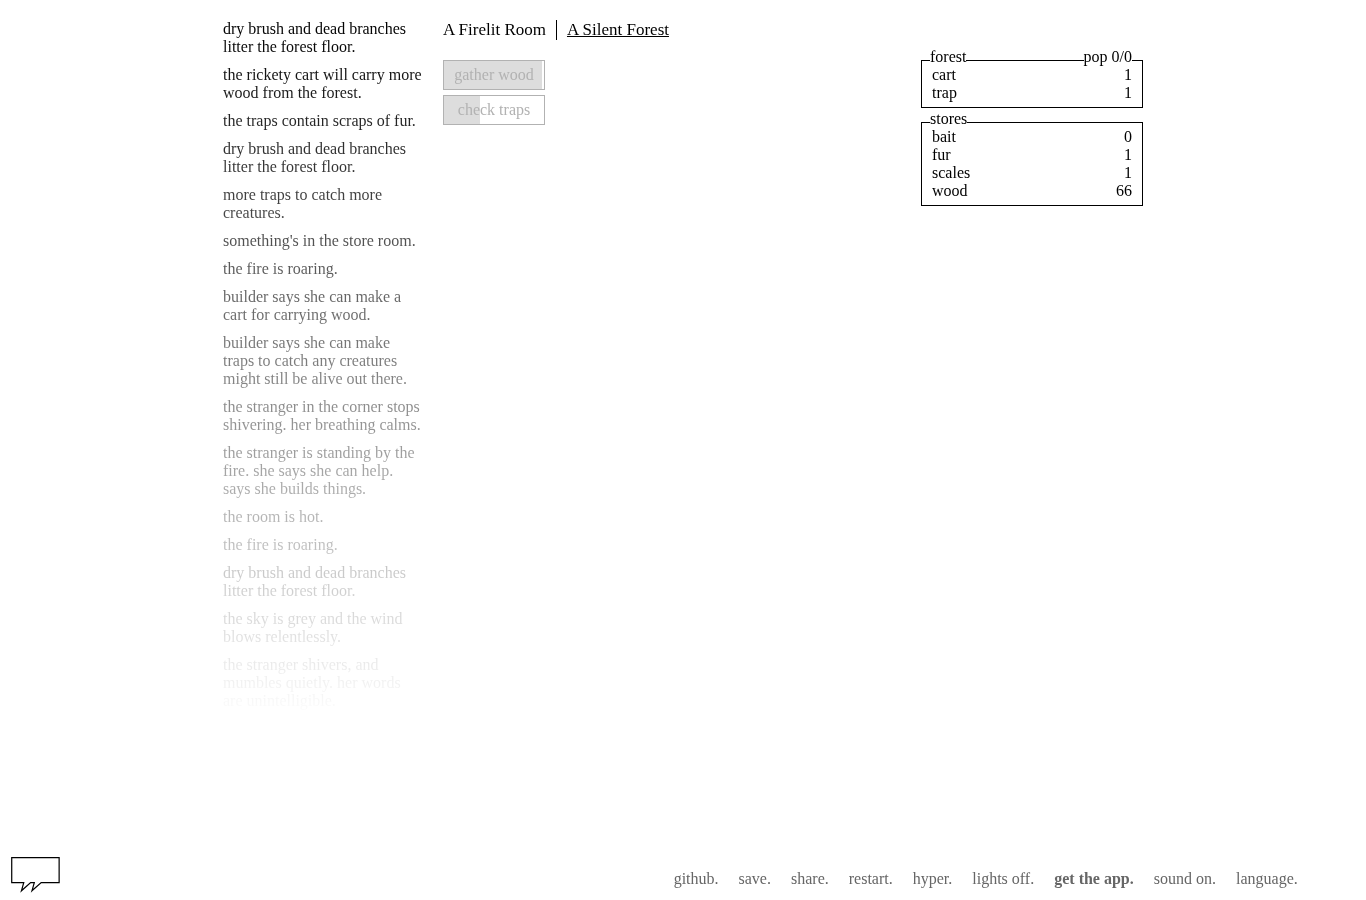 dry brush and dead branches
litter the forest floor.
the rickety cart will carry more
wood from the forest.
the traps contain scraps of fur.
dry brush and dead branches
litter the forest floor.
more traps to catch more
creatures.
something's in the store room.
the fire is roaring.
builder says she can make a
cart for carrying wood.
builder says she can make
traps to catch any creatures
might still be alive out there.
the stranger in the corner stops
shivering. her breathing calms.
the stranger is standing by the
fire. she says she can help.
says she builds things.
the room is hot.
the fire is roaring.
dry brush and dead branches
litter the forest floor.
the sky is grey and the wind
blows relentlessly.
the stranger shivers, and
mumbles quietly. her words
are unintelligible.
A Firelit Room
A Silent Forest
gather wood
check traps
forest pop 0/0
cart 1
trap 1
stores
bait 0
fur 1
scales 1
wood 66
github. save. share. restart. hyper. lights off. get the app. sound on. language.